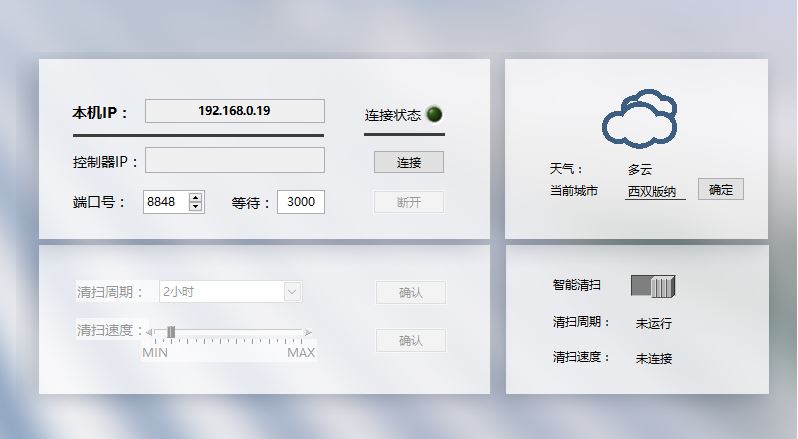 本机IP： 192.168.0.19 连接状态
控制器IP： 连接
端口号： 8848 等待： 3000 断开
天气： 多云
当前城市 西双版纳 确定
清扫周期： 2小时 确认
清扫速度： 确认
MIN MAX
智能清扫
清扫周期： 未运行
清扫速度： 未连接